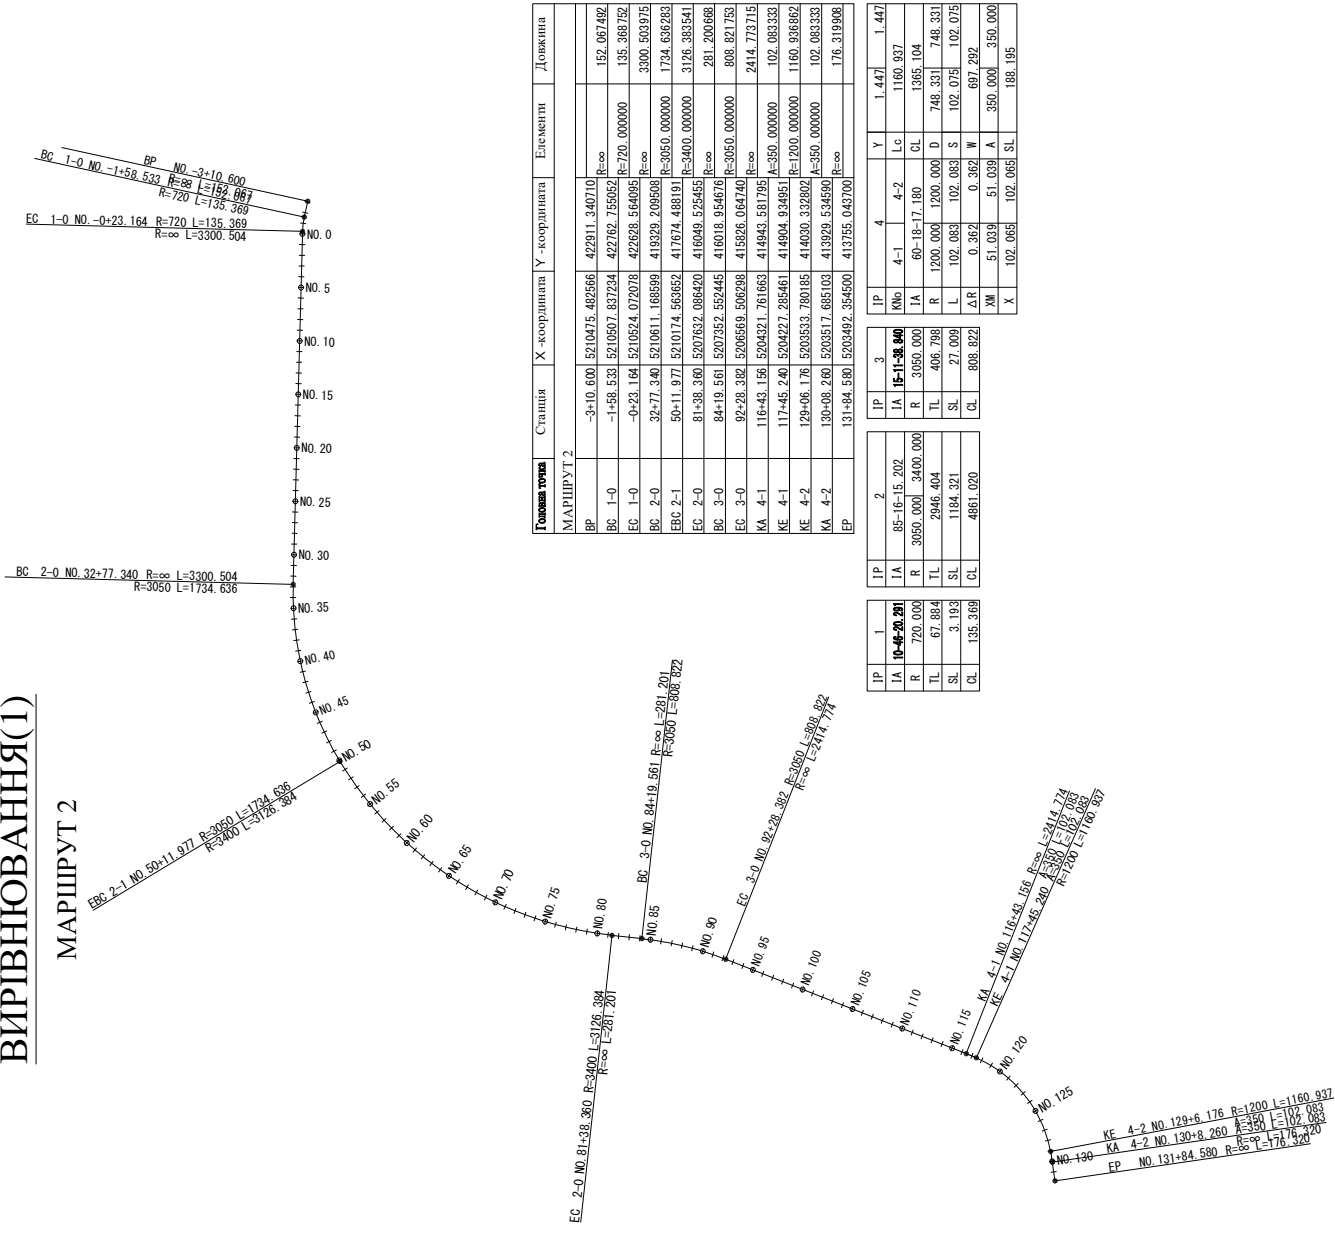 ВИРІВНЮВАННЯ(1)
МАРШРУТ 2
BP NO.-3+10.600
R=∞ L=152.067
BC 1-0 NO.-1+58.533 R=∞ L=152.067
R=720 L=135.369
EC 1-0 NO.-0+23.164 R=720 L=135.369
R=∞ L=3300.504
NO.0
NO.5
NO.10
NO.15
NO.20
NO.25
NO.30
BC 2-0 NO.32+77.340 R=∞ L=3300.504
R=3050 L=1734.636
NO.35
NO.40
NO.45
NO.50
EBC 2-1 NO.50+11.977 R=3050 L=1734.636
R=3400 L=3126.384
NO.55
NO.60
NO.65
NO.70
NO.75
NO.80
EC 2-0 NO.81+38.360 R=3400 L=3126.384
R=∞ L=281.201
BC 3-0 NO.84+19.561 R=∞ L=281.201
R=3050 L=808.822
NO.85
NO.90
EC 3-0 NO.92+28.382 R=3050 L=808.822
R=∞ L=2414.774
NO.95
NO.100
NO.105
NO.110
NO.115
KA 4-1 NO.116+43.156 R=∞ L=2414.774
A=350 L=102.083
KE 4-1 NO.117+45.240 A=350 L=102.083
R=1200 L=1160.937
NO.120
NO.125
KE 4-2 NO.129+6.176 R=1200 L=1160.937
A=350 L=102.083
NO.130
KA 4-2 NO.130+8.260 A=350 L=102.083
R=∞ L=176.320
EP NO.131+84.580 R=∞ L=176.320
Головна точка Станція X -координата Y -координата Елементи Довжина
МАРШРУТ 2
BP -3+10.600 5210475.482566 422911.340710
R=∞ 152.067492
BC 1-0 -1+58.533 5210507.837234 422762.755052
R=720.000000 135.368752
EC 1-0 -0+23.164 5210524.072078 422628.564095
R=∞ 3300.503975
BC 2-0 32+77.340 5210611.168599 419329.209508
R=3050.000000 1734.636283
EBC 2-1 50+11.977 5210174.563652 417674.488191
R=3400.000000 3126.383541
EC 2-0 81+38.360 5207632.086420 416049.525455
R=∞ 281.200668
BC 3-0 84+19.561 5207352.552445 416018.954676
R=3050.000000 808.821753
EC 3-0 92+28.382 5206569.506298 415826.064740
R=∞ 2414.773715
KA 4-1 116+43.156 5204321.761663 414943.581795
A=350.000000 102.083333
KE 4-1 117+45.240 5204227.285461 414904.934951
R=1200.000000 1160.936862
KE 4-2 129+06.176 5203533.780185 414030.332802
A=350.000000 102.083333
KA 4-2 130+08.260 5203517.685103 413929.534590
R=∞ 176.319908
EP 131+84.580 5203492.354500 413755.043700
IP 1
IA 10-46-20.291
R 720.000
TL 67.884
SL 3.193
CL 135.369
IP 2
IA 85-16-15.202
R 3050.000 3400.000
TL 2946.404
SL 1184.321
CL 4861.020
IP 3
IA 15-11-38.840
R 3050.000
TL 406.798
SL 27.009
CL 808.822
IP 4 Y 1.447 1.447
KNo 4-1 4-2 Lc 1160.937
IA 60-18-17.180 CL 1365.104
R 1200.000 1200.000 D 748.331 748.331
L 102.083 102.083 S 102.075 102.075
ΔR 0.362 0.362 W 697.292
XM 51.039 51.039 A 350.000 350.000
X 102.065 102.065 SL 188.195